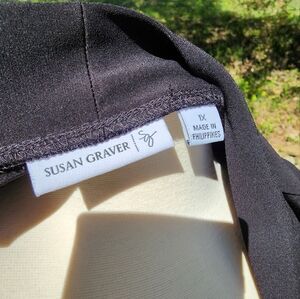 SUSAN GRAVER | sg
1X
MADE IN
PHILIPPINES